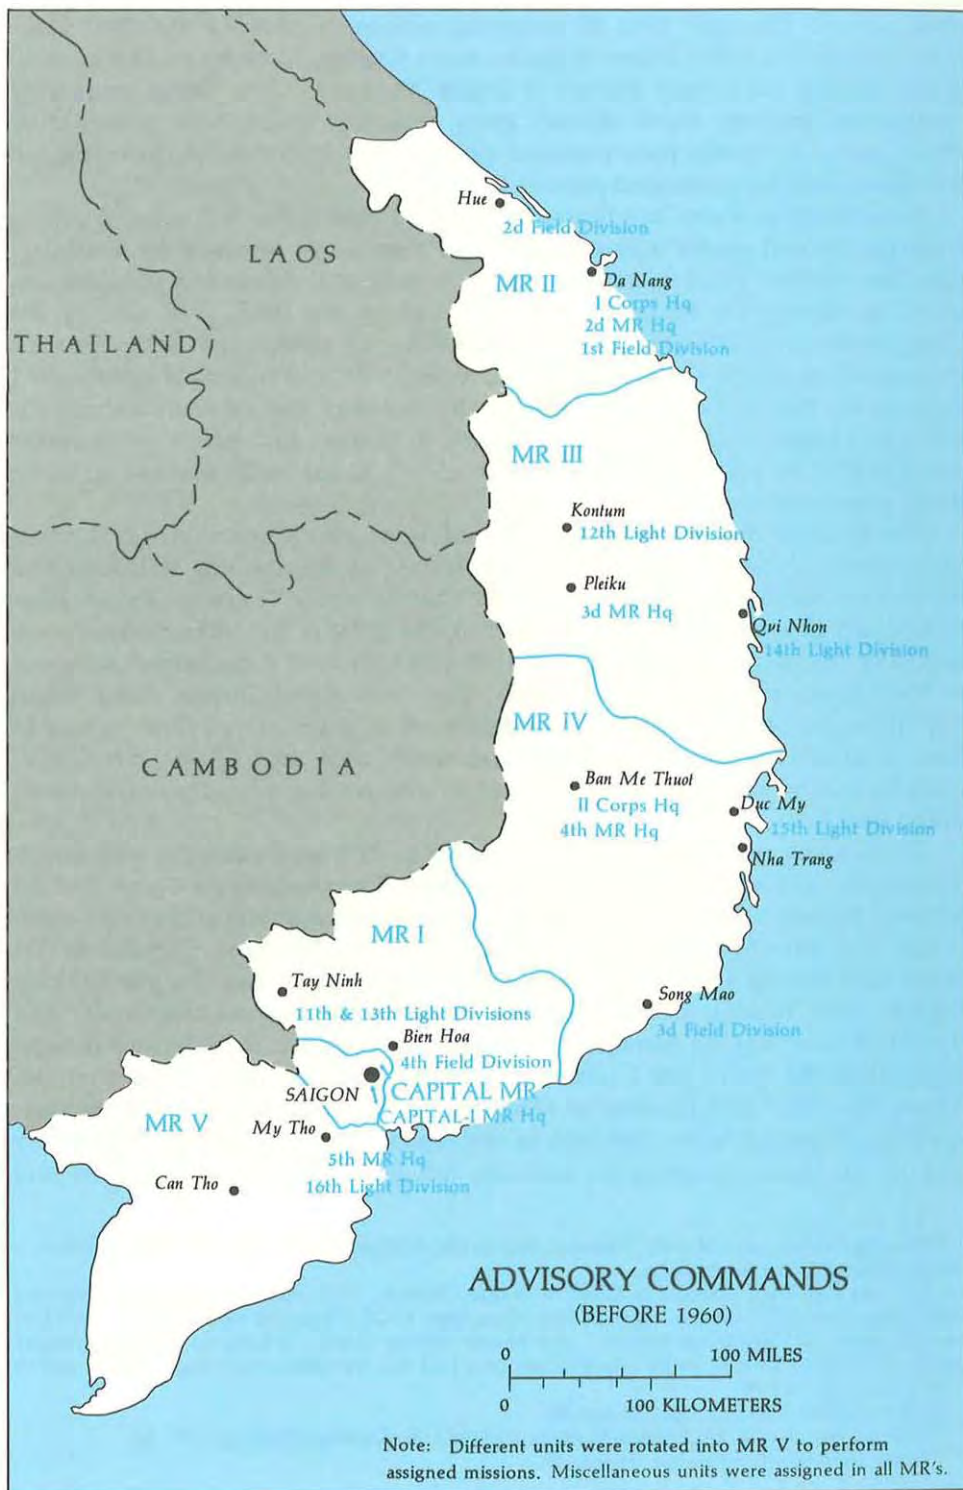 Hue
2d Field Division
LAOS
MR II
Da Nang
I Corps Hq
2d MR Hq
1st Field Division
THAILAND
MR III
Kontum
12th Light Division
Pleiku
3d MR Hq
Qui Nhon
14th Light Division
MR IV
CAMBODIA
Ban Me Thuot
II Corps Hq
4th MR Hq
Duc My
15th Light Division
Nha Trang
MR I
Tay Ninh
11th & 13th Light Divisions
Song Mao
3d Field Division
Bien Hoa
4th Field Division
SAIGON
CAPITAL MR
CAPITAL-I MR Hq
MR V
My Tho
5th MR Hq
16th Light Division
Can Tho
ADVISORY COMMANDS
(BEFORE 1960)
0 100 MILES
0 100 KILOMETERS
Note: Different units were rotated into MR V to perform
assigned missions. Miscellaneous units were assigned in all MR's.